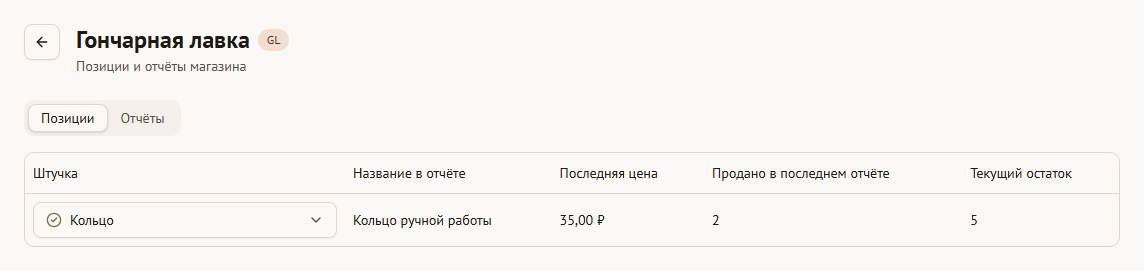 Гончарная лавка GL
Позиции и отчёты магазина
Позиции Отчёты
Штучка Название в отчёте Последняя цена Продано в последнем отчёте Текущий остаток
Кольцо Кольцо ручной работы 35,00 ₽ 2 5